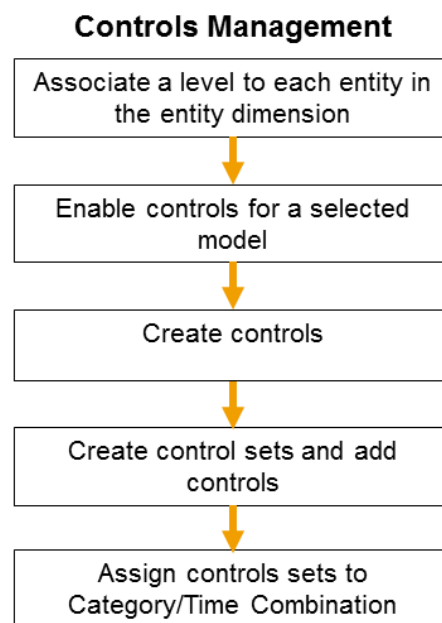 Controls Management
Associate a level to each entity in
the entity dimension
Enable controls for a selected
model
Create controls
Create control sets and add
controls
Assign controls sets to
Category/Time Combination